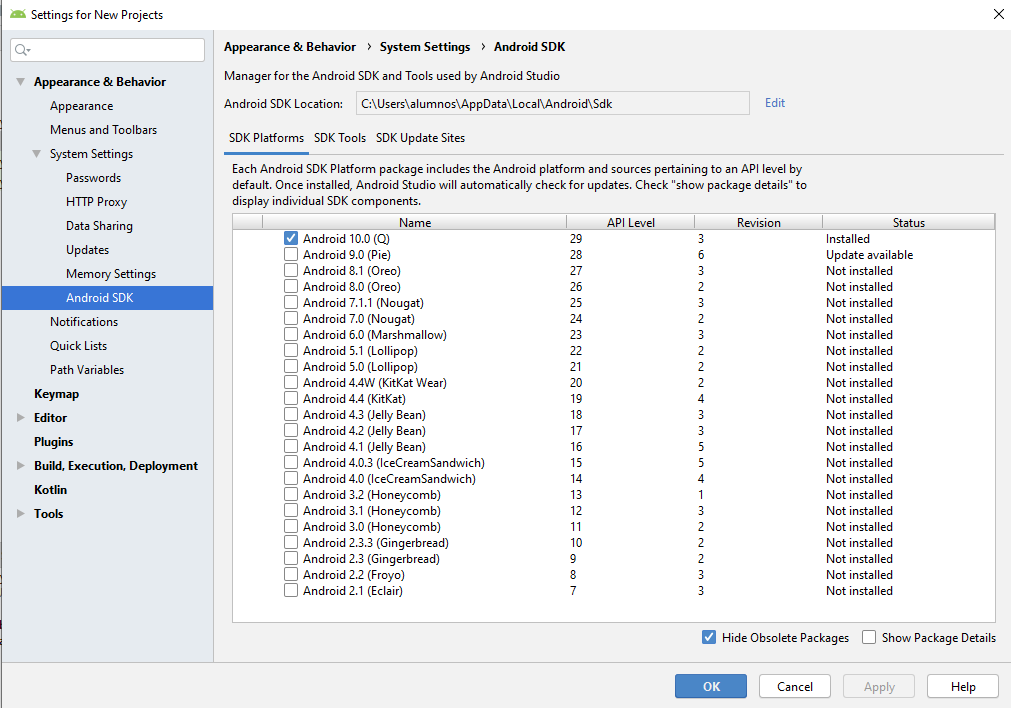 Settings for New Projects
Appearance & Behavior
Appearance
Menus and Toolbars
System Settings
Passwords
HTTP Proxy
Data Sharing
Updates
Memory Settings
Android SDK
Notifications
Quick Lists
Path Variables
Keymap
Editor
Plugins
Build, Execution, Deployment
Kotlin
Tools
Appearance & Behavior › System Settings › Android SDK
Manager for the Android SDK and Tools used by Android Studio
Android SDK Location: C:\Users\alumnos\AppData\Local\Android\Sdk Edit
SDK Platforms SDK Tools SDK Update Sites
Each Android SDK Platform package includes the Android platform and sources pertaining to an API level by
default. Once installed, Android Studio will automatically check for updates. Check "show package details" to
display individual SDK components.
Name API Level Revision Status
Android 10.0 (Q) 29 3 Installed
Android 9.0 (Pie) 28 6 Update available
Android 8.1 (Oreo) 27 3 Not installed
Android 8.0 (Oreo) 26 2 Not installed
Android 7.1.1 (Nougat) 25 3 Not installed
Android 7.0 (Nougat) 24 2 Not installed
Android 6.0 (Marshmallow) 23 3 Not installed
Android 5.1 (Lollipop) 22 2 Not installed
Android 5.0 (Lollipop) 21 2 Not installed
Android 4.4W (KitKat Wear) 20 2 Not installed
Android 4.4 (KitKat) 19 4 Not installed
Android 4.3 (Jelly Bean) 18 3 Not installed
Android 4.2 (Jelly Bean) 17 3 Not installed
Android 4.1 (Jelly Bean) 16 5 Not installed
Android 4.0.3 (IceCreamSandwich) 15 5 Not installed
Android 4.0 (IceCreamSandwich) 14 4 Not installed
Android 3.2 (Honeycomb) 13 1 Not installed
Android 3.1 (Honeycomb) 12 3 Not installed
Android 3.0 (Honeycomb) 11 2 Not installed
Android 2.3.3 (Gingerbread) 10 2 Not installed
Android 2.3 (Gingerbread) 9 2 Not installed
Android 2.2 (Froyo) 8 3 Not installed
Android 2.1 (Eclair) 7 3 Not installed
Hide Obsolete Packages Show Package Details
OK Cancel Apply Help